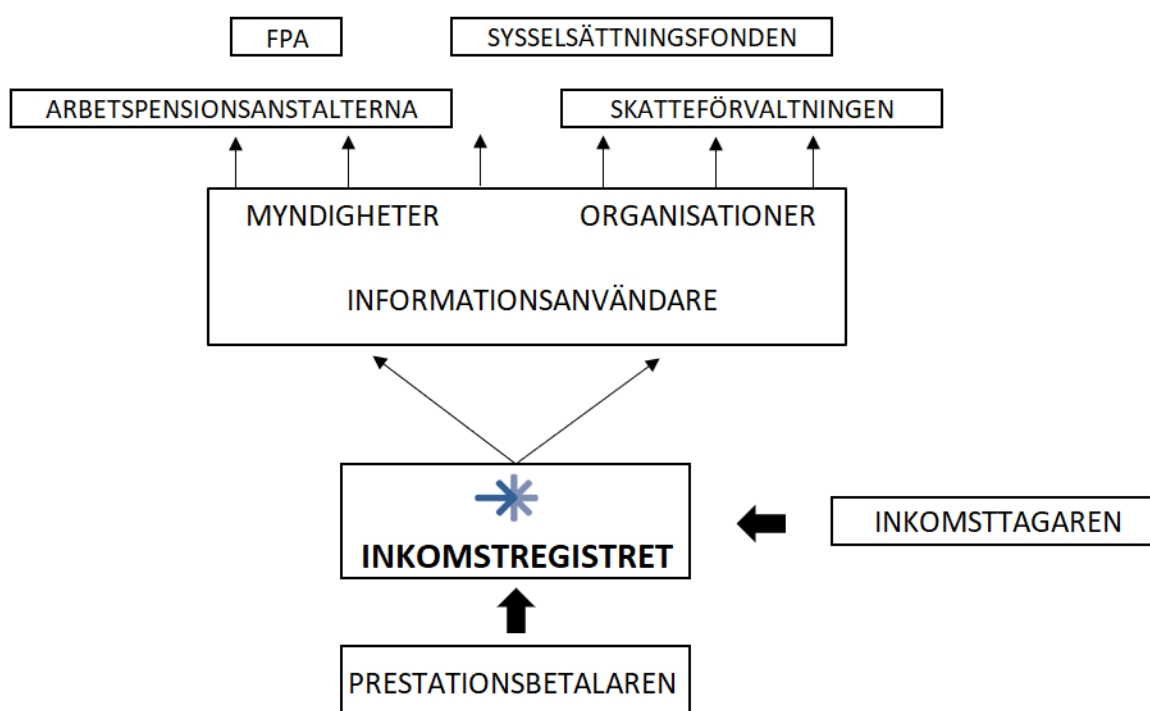 FPA
SYSSELSÄTTNINGSFONDEN
ARBETSPENSIONSANSTALTERNA
SKATTEFÖRVALTNINGEN
MYNDIGHETER
ORGANISATIONER
INFORMATIONSANVÄNDARE
INKOMSTREGISTRET
INKOMSTTAGAREN
PRESTATIONSBETALAREN